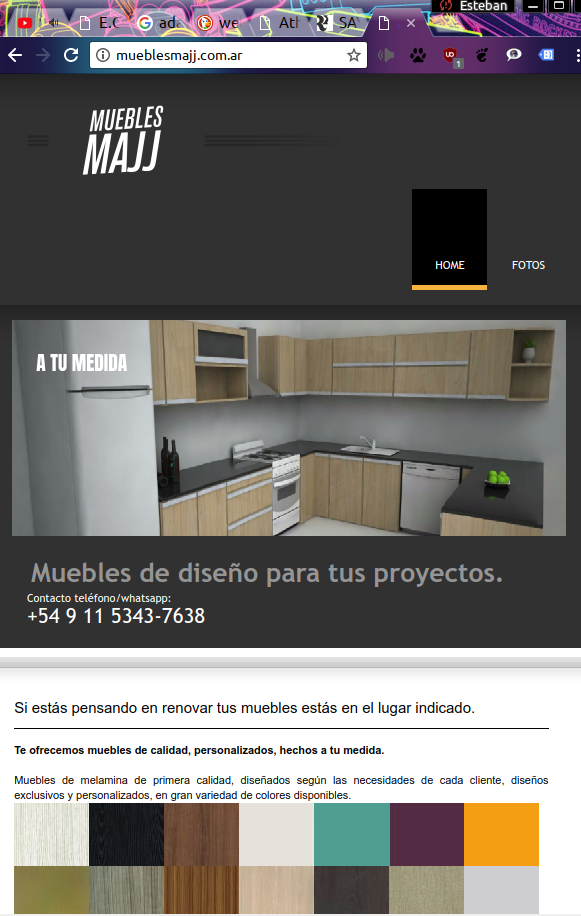 Esteban
E.C
ada
we
Atl
SA
mueblesmajj.com.ar
1
MUEBLES
MAJJ
HOME
FOTOS
A TU MEDIDA
Muebles de diseño para tus proyectos.
Contacto teléfono/whatsapp:
+54 9 11 5343-7638
Si estás pensando en renovar tus muebles estás en el lugar indicado.
Te ofrecemos muebles de calidad, personalizados, hechos a tu medida.
Muebles de melamina de primera calidad, diseñados según las necesidades de cada cliente, diseños
exclusivos y personalizados, en gran variedad de colores disponibles.